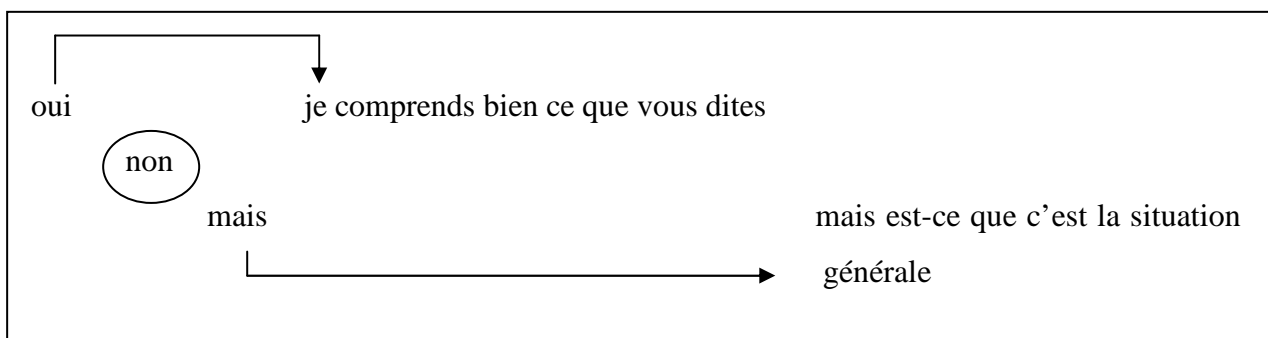 oui je comprends bien ce que vous dites
non
mais mais est-ce que c’est la situation
générale